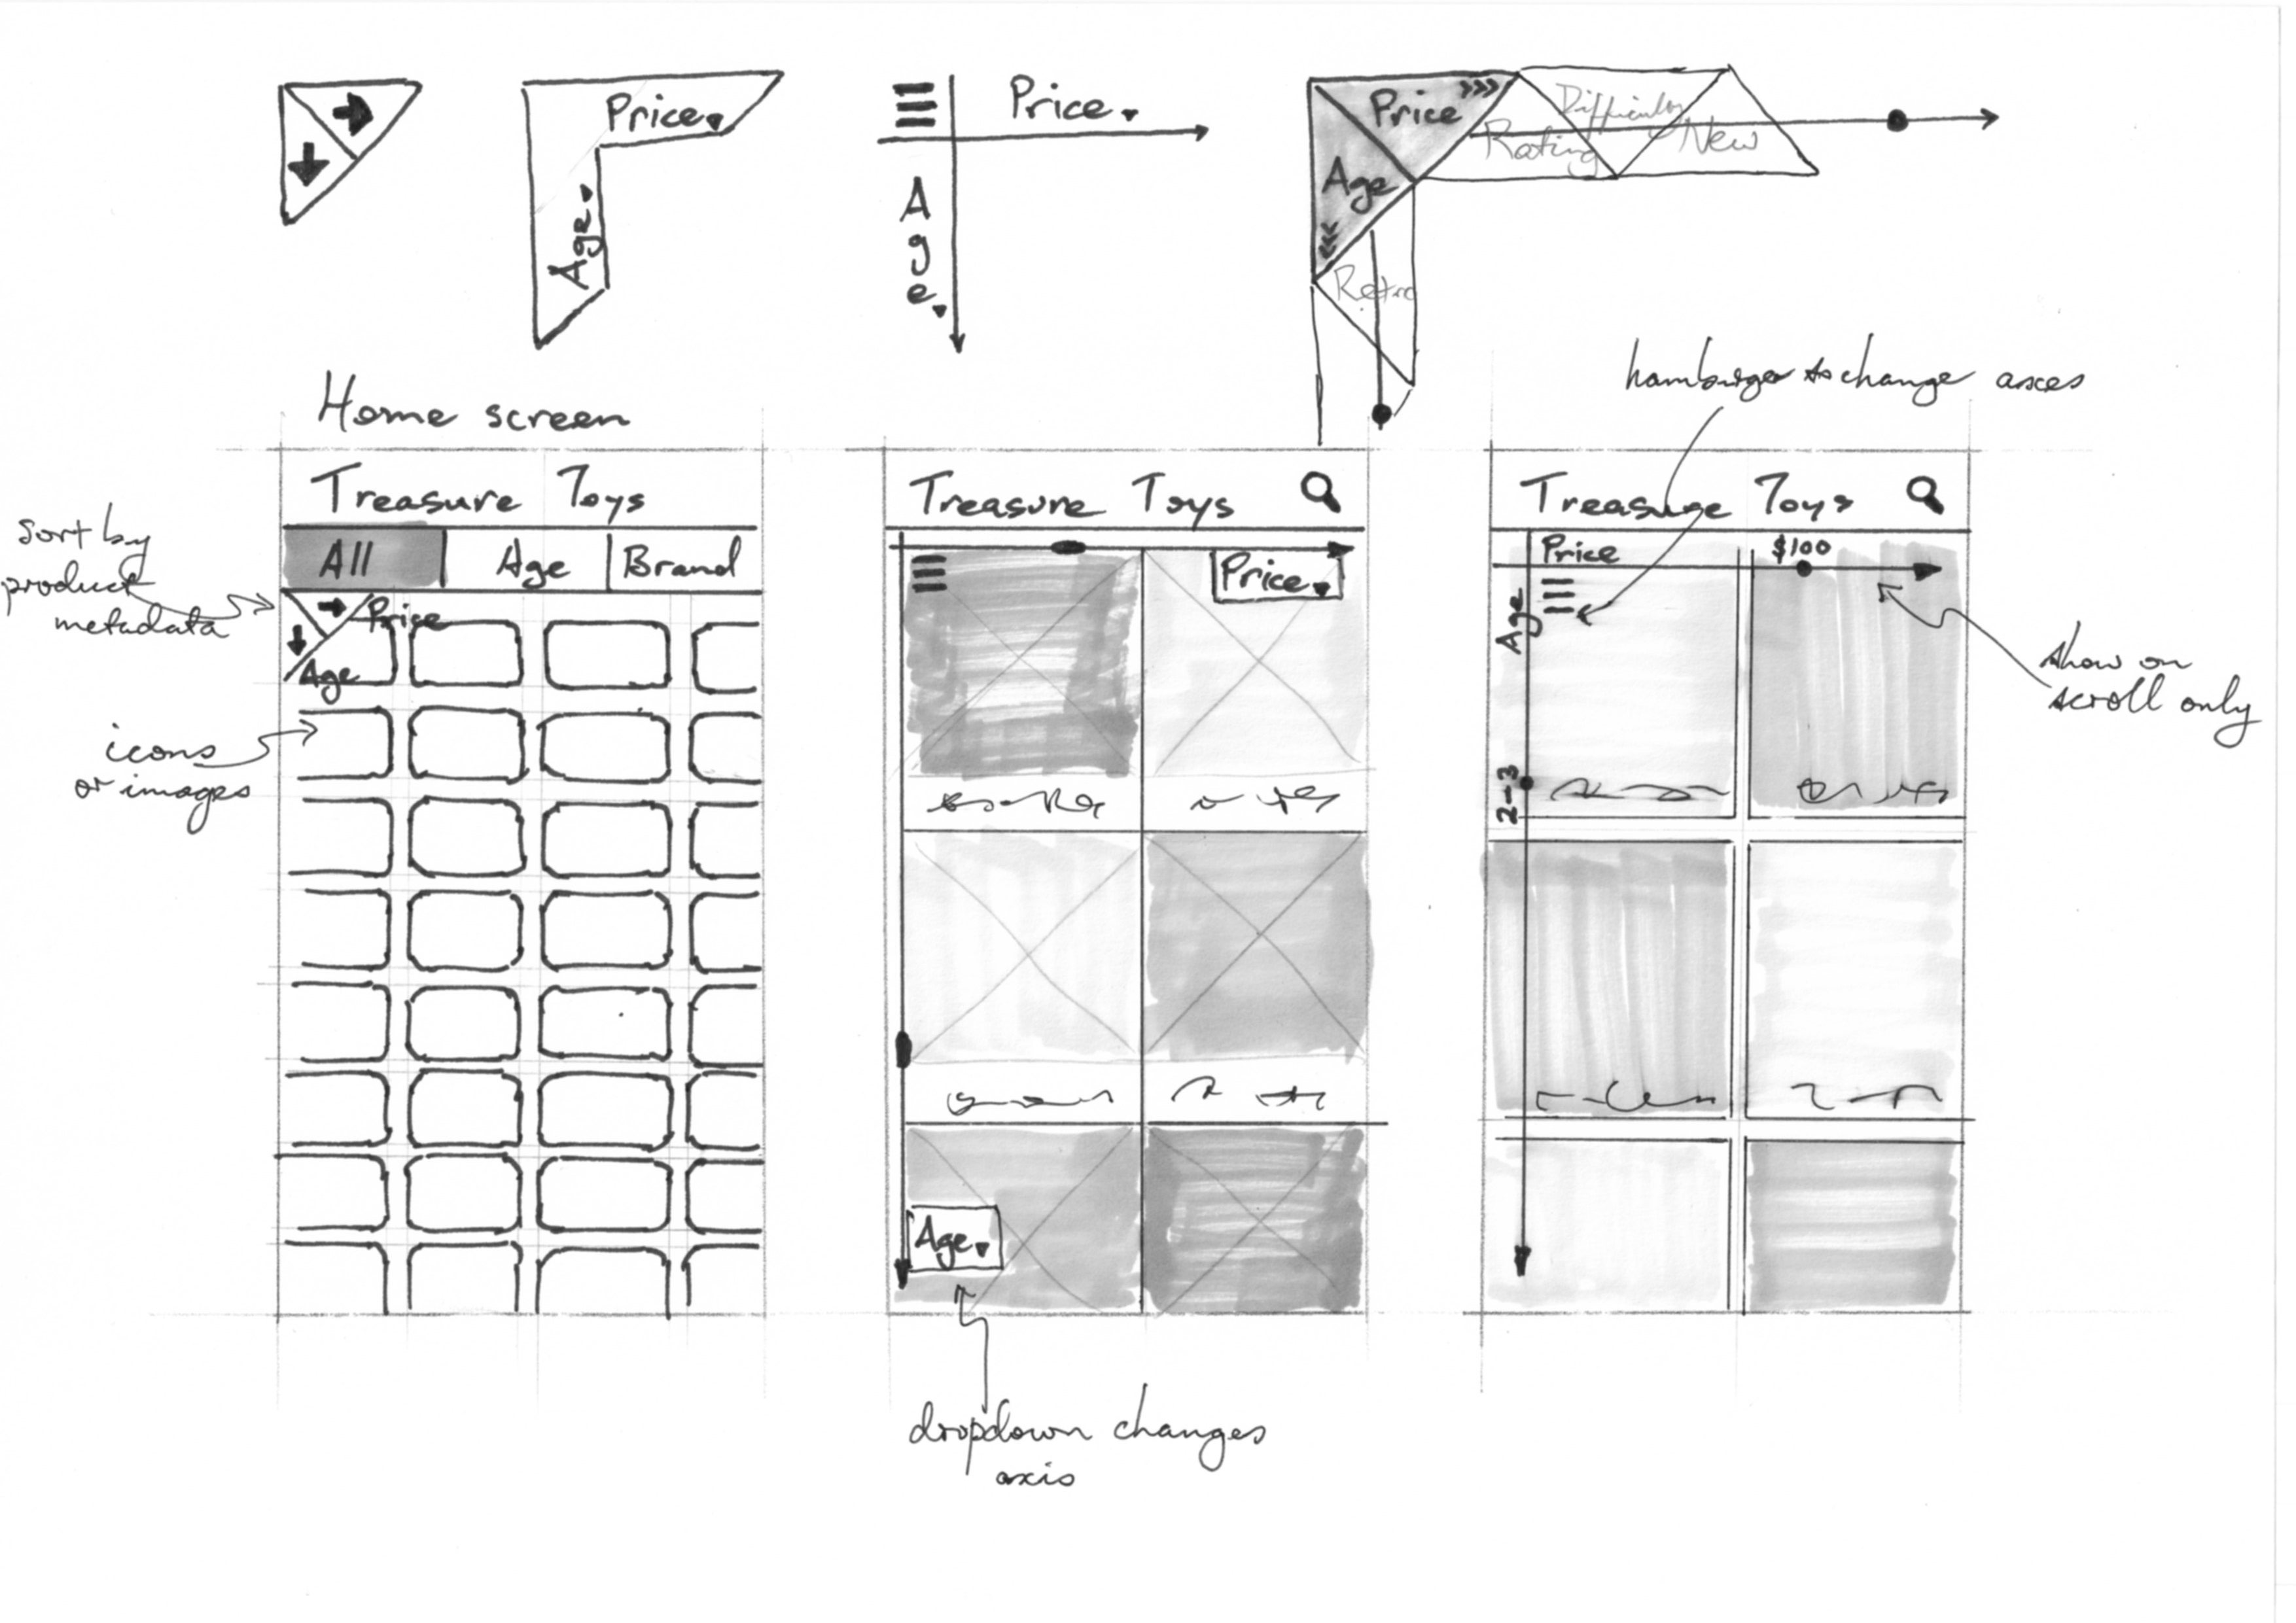 Price
Age
Price
A
g
e
Price
Age
Difficulty
Rating
New
Retro
Home screen
hamburger to change axes
Treasure Toys
All
Age
Brand
Price
Age
sort by
product
metadata
icons
or images
Treasure Toys
Price
Age
dropdown changes
axis
Treasure Toys
Price
$100
Age
2-3
show on
scroll only